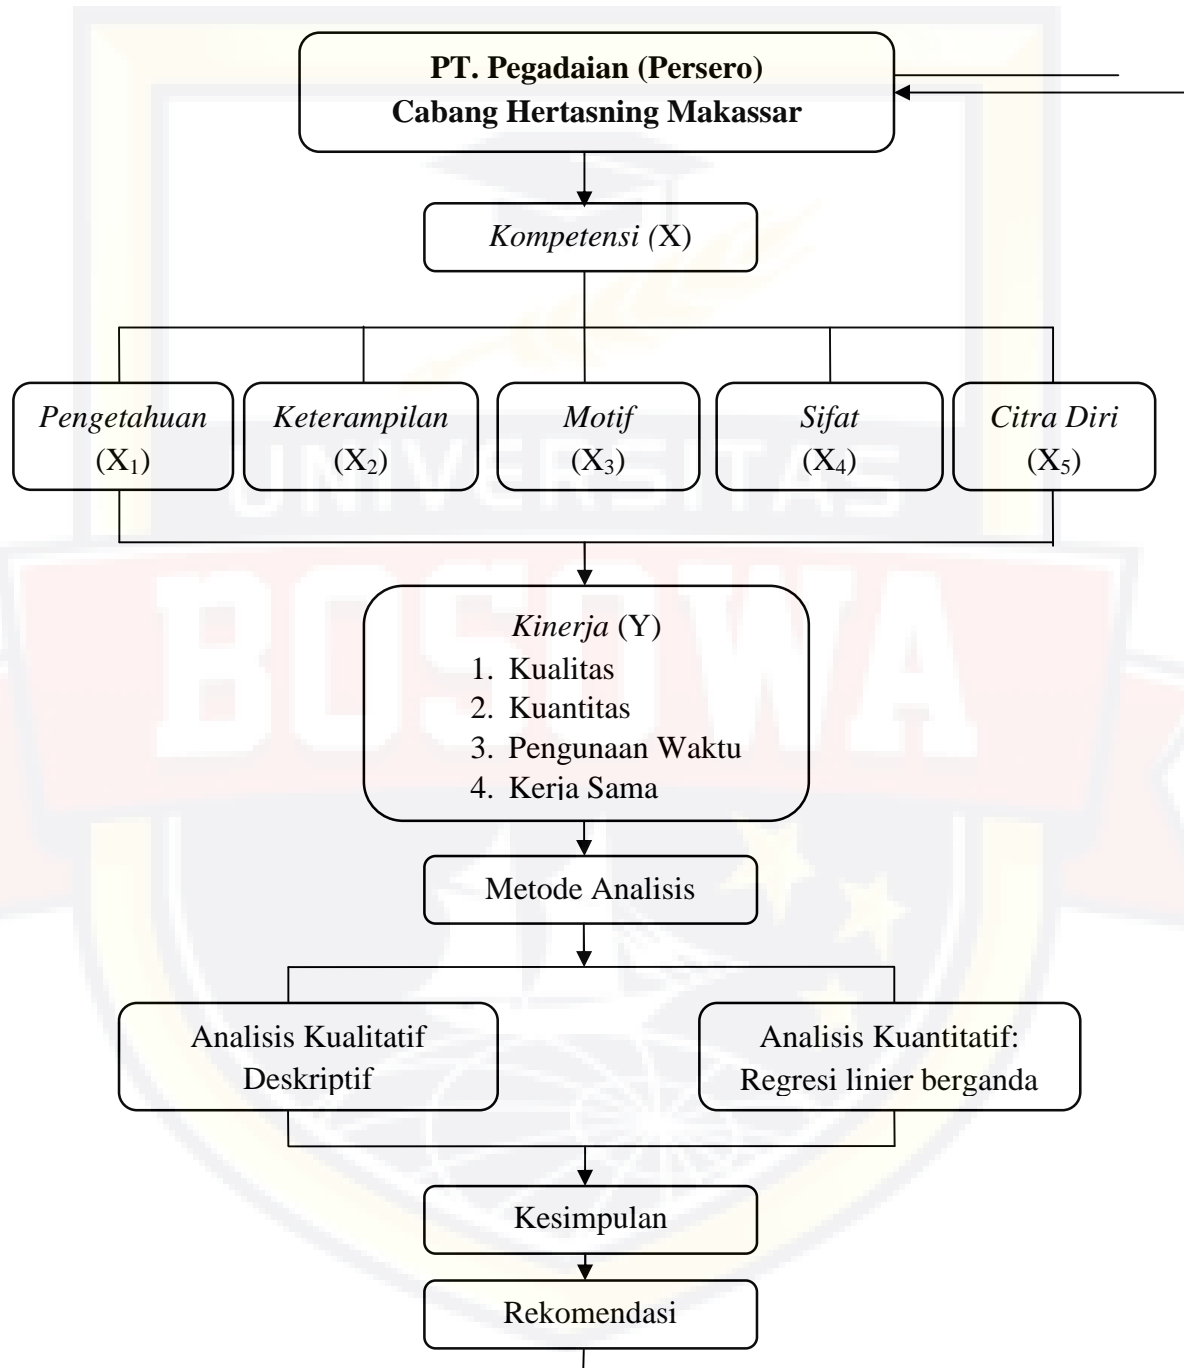 PT. Pegadaian (Persero)
Cabang Hertasning Makassar
Kompetensi (X)
Pengetahuan
(X₁)
Keterampilan
(X₂)
Motif
(X₃)
Sifat
(X₄)
Citra Diri
(X₅)
UNIVERSITAS
BOSOWA
Kinerja (Y)
1. Kualitas
2. Kuantitas
3. Pengunaan Waktu
4. Kerja Sama
Metode Analisis
Analisis Kualitatif
Deskriptif
Analisis Kuantitatif:
Regresi linier berganda
Kesimpulan
Rekomendasi